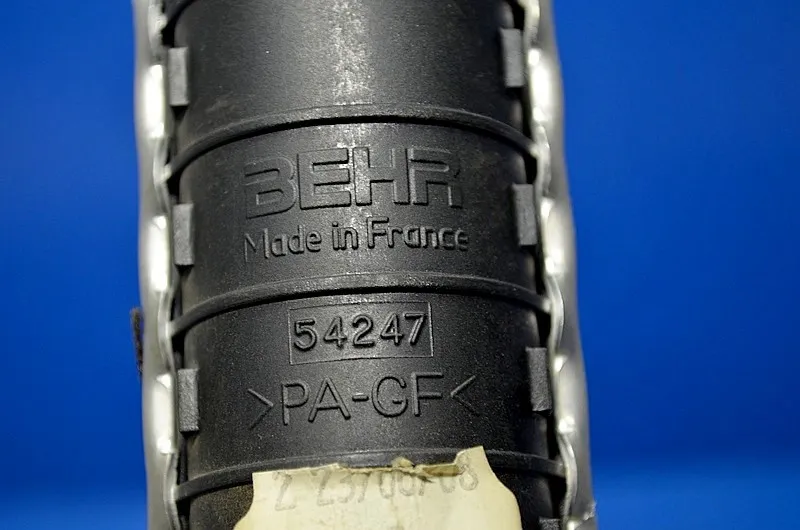 BEHR
Made in France
54247
>PA-GF<